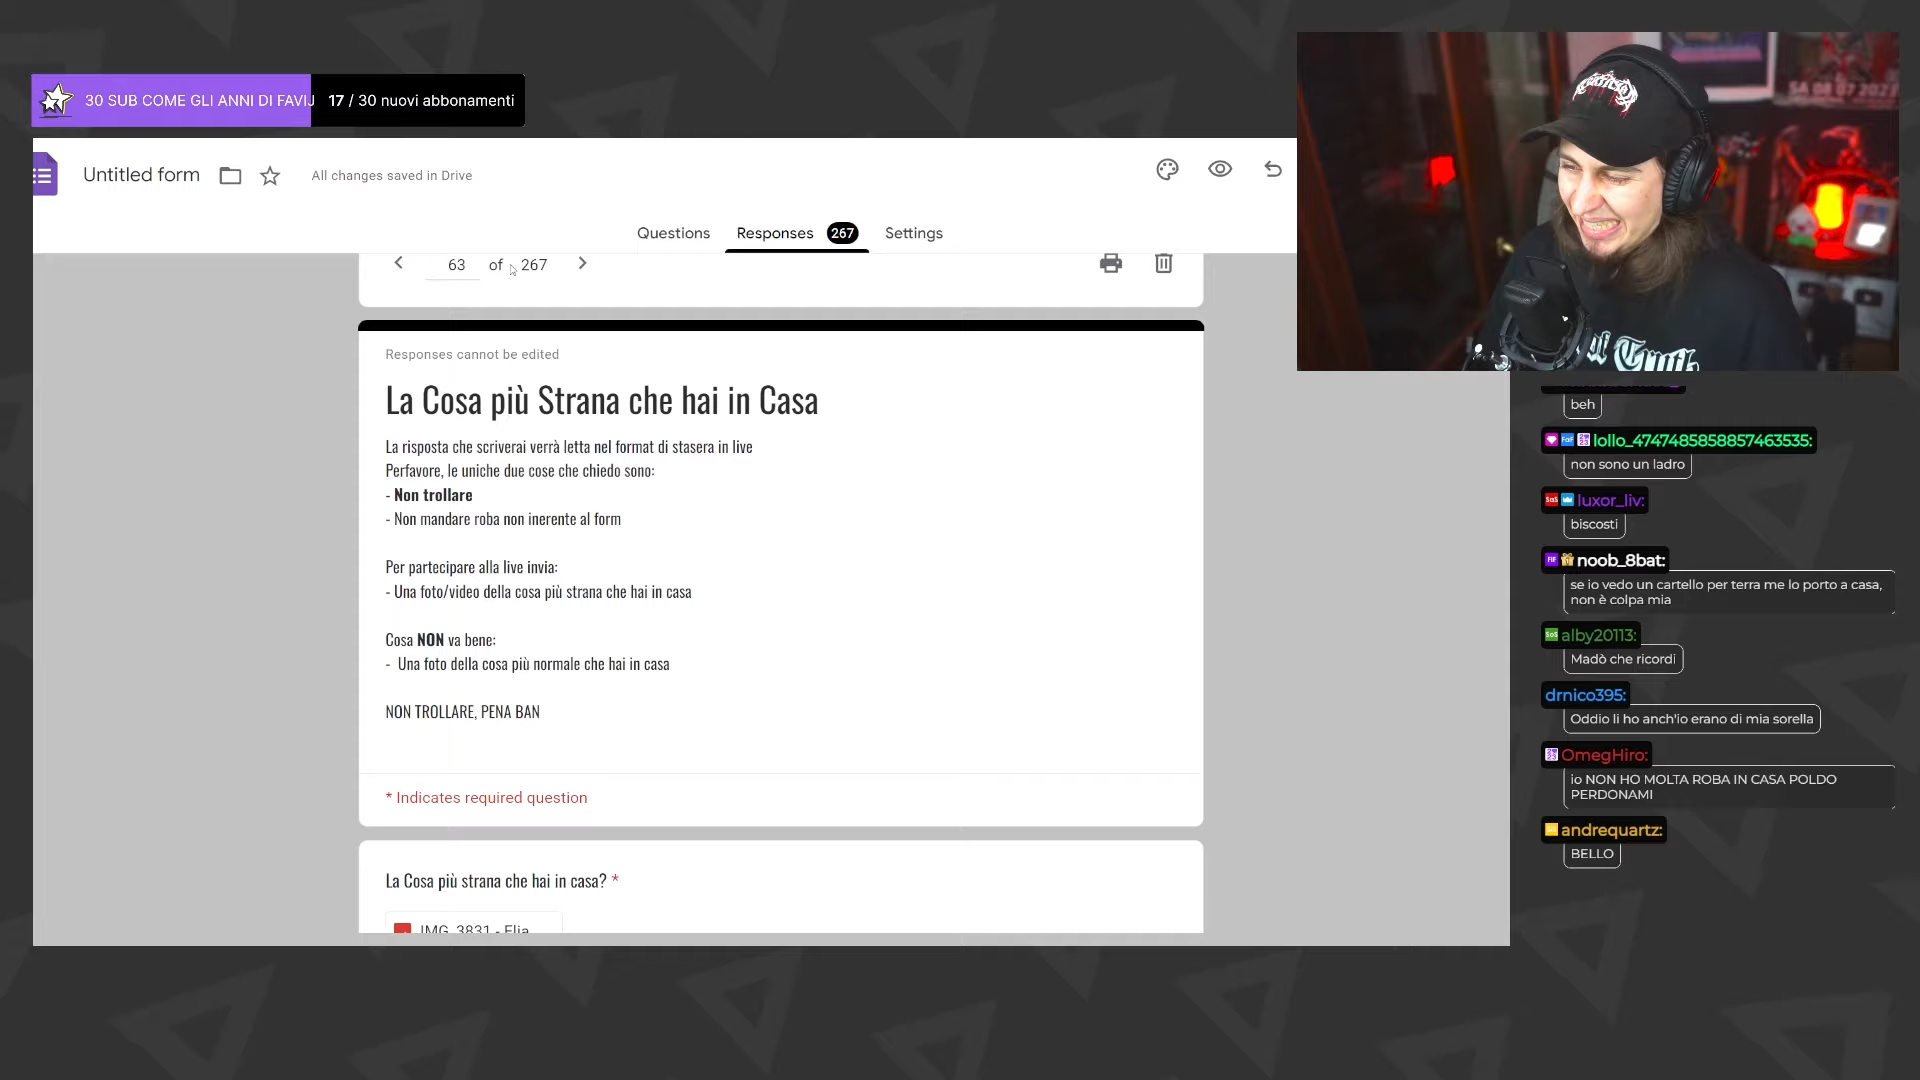 30 SUB COME GLI ANNI DI FAVIJ 17 / 30 nuovi abbonamenti
SA 08 07 2023
Untitled form
All changes saved in Drive
Questions
Responses 267
Settings
63 of 267
Responses cannot be edited
La Cosa più Strana che hai in Casa
La risposta che scriverai verrà letta nel format di stasera in live
Perfavore, le uniche due cose che chiedo sono:
- Non trollare
- Non mandare roba non inerente al form
Per partecipare alla live invia:
- Una foto/video della cosa più strana che hai in casa
Cosa NON va bene:
- Una foto della cosa più normale che hai in casa
NON TROLLARE, PENA BAN
* Indicates required question
La Cosa più strana che hai in casa? *
IMG_3831 - Elia
beh
lollo_4747485858857463535:
non sono un ladro
luxor_liv:
biscosti
noob_8bat:
se io vedo un cartello per terra me lo porto a casa,
non è colpa mia
alby20113:
Madò che ricordi
drnico395:
Oddio li ho anch'io erano di mia sorella
OmegHiro:
io NON HO MOLTA ROBA IN CASA POLDO
PERDONAMI
andrequartz:
BELLO